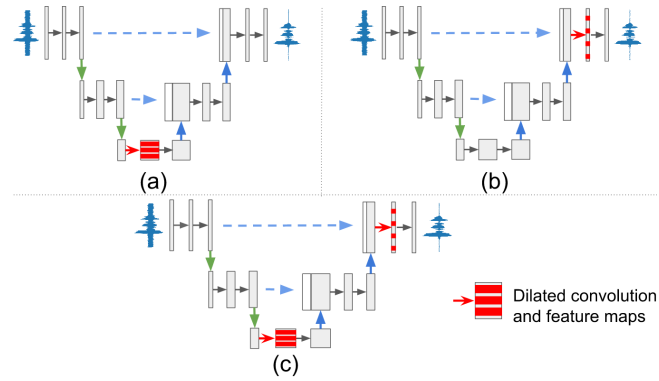 (a)
(b)
(c)
Dilated convolution
and feature maps